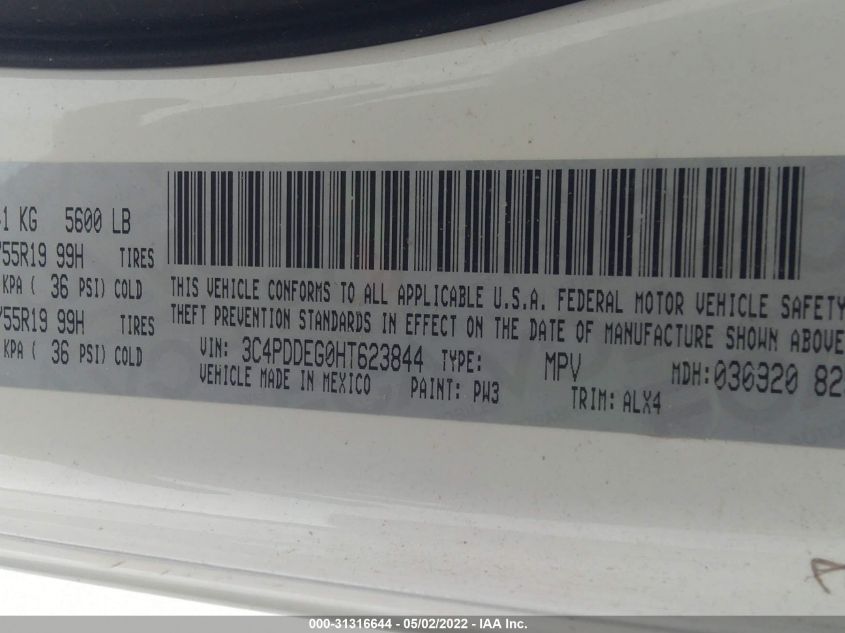 1 KG 5600 LB
55R19 99H TIRES
KPA ( 36 PSI) COLD
55R19 99H TIRES
KPA ( 36 PSI) COLD
THIS VEHICLE CONFORMS TO ALL APPLICABLE U.S.A. FEDERAL MOTOR VEHICLE SAFETY
THEFT PREVENTION STANDARDS IN EFFECT ON THE DATE OF MANUFACTURE SHOWN ABOVE
VIN: 3C4PDDEG0HT623844 TYPE: MPV MDH:030920 82
VEHICLE MADE IN MEXICO PAINT: PW3 TRIM: ALX4
000-31316644 - 05/02/2022 - IAA Inc.